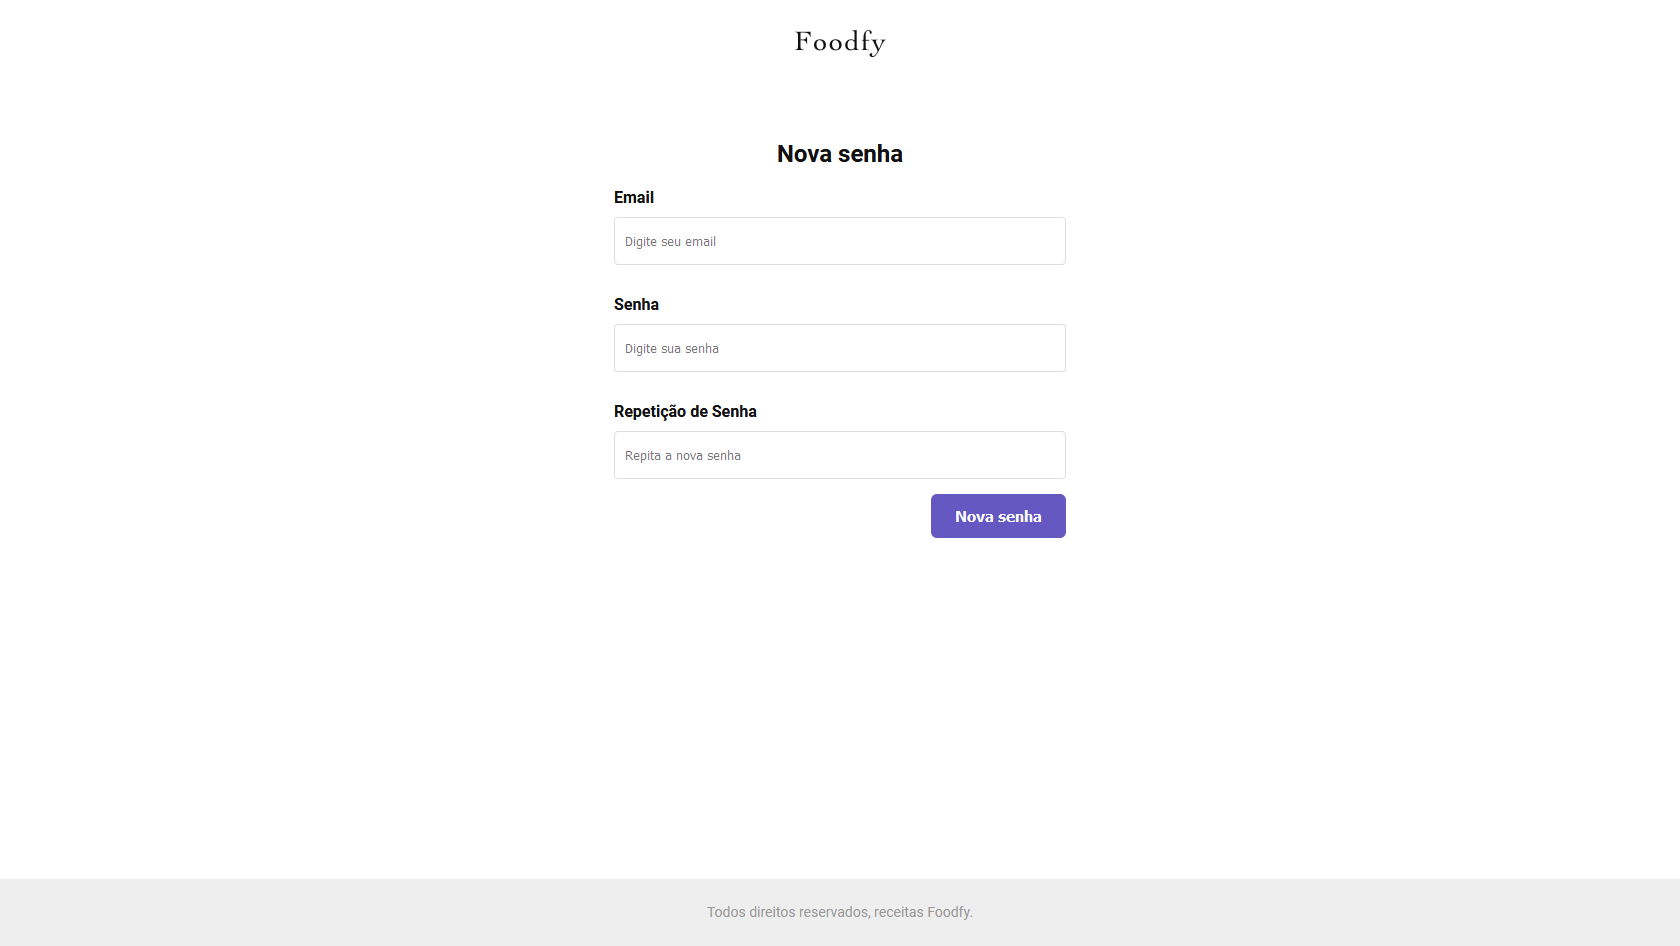 Foodfy
Nova senha
Email
Digite seu email
Senha
Digite sua senha
Repetição de Senha
Repita a nova senha
Nova senha
Todos direitos reservados, receitas Foodfy.